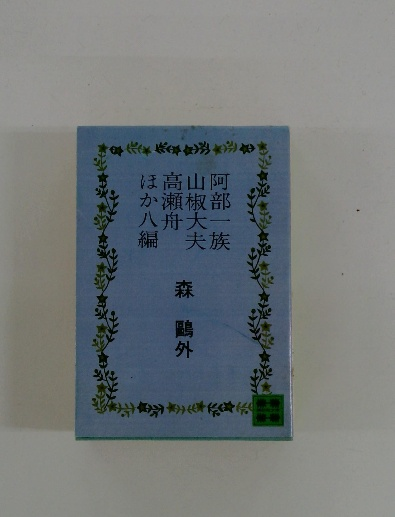 阿部一族
山椒大夫
高瀬舟
ほか八編
森 鷗外